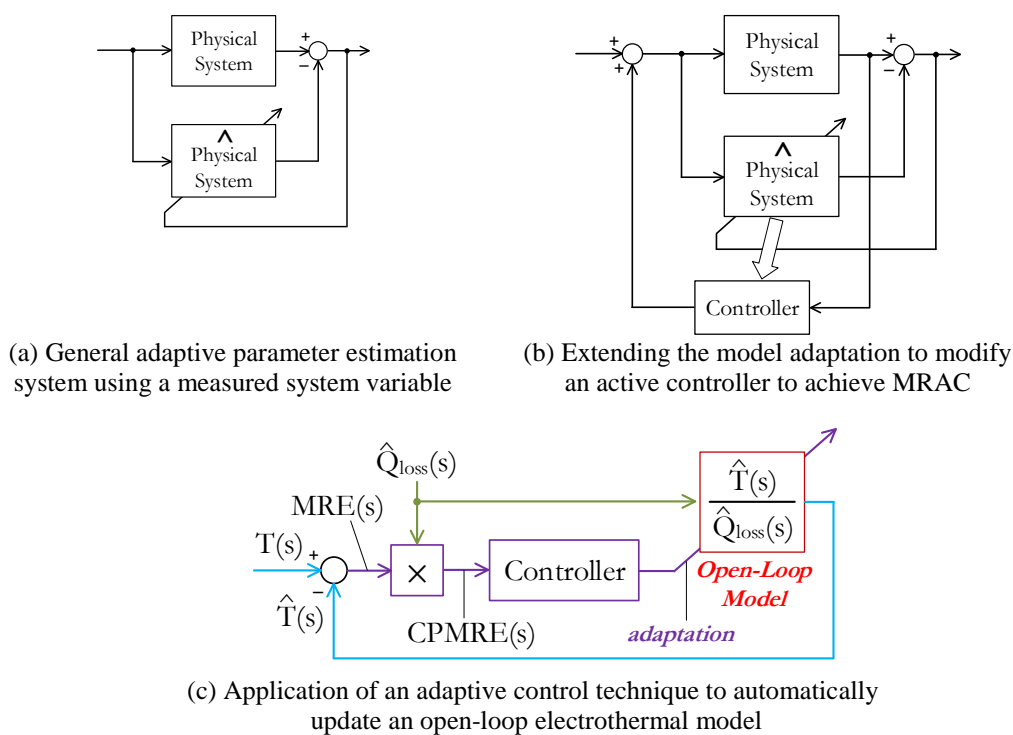 Physical
System
+
−
^
Physical
System
(a) General adaptive parameter estimation
system using a measured system variable
+
+
Physical
System
+
−
^
Physical
System
Controller
(b) Extending the model adaptation to modify
an active controller to achieve MRAC
Q̂loss(s)
MRE(s)
T(s)
+
−
T̂(s)
×
CPMRE(s)
Controller
adaptation
T̂(s)
Q̂loss(s)
Open-Loop
Model
(c) Application of an adaptive control technique to automatically
update an open-loop electrothermal model